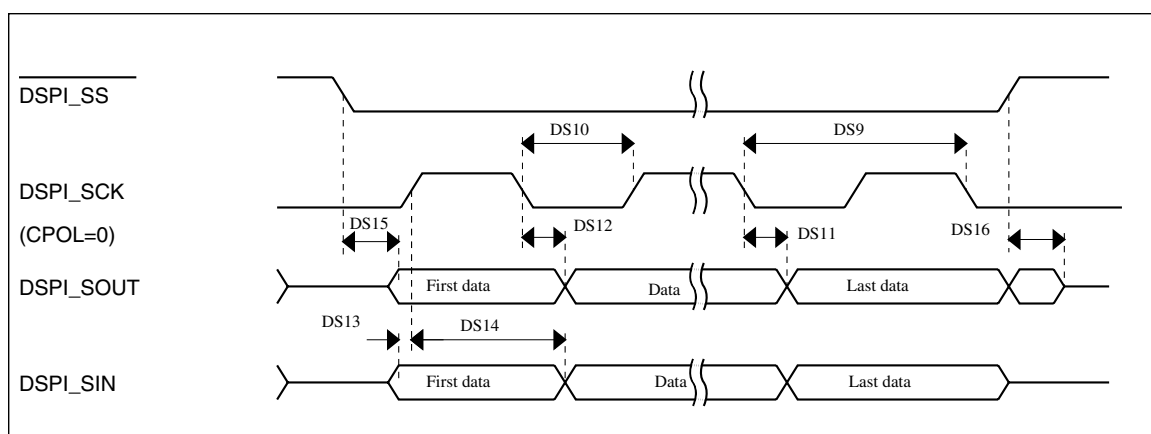 DSPI_SS
DS10
DS9
DSPI_SCK
(CPOL=0)
DS15
DS12
DS11
DS16
DSPI_SOUT
First data
Data
Last data
DS13
DS14
DSPI_SIN
First data
Data
Last data